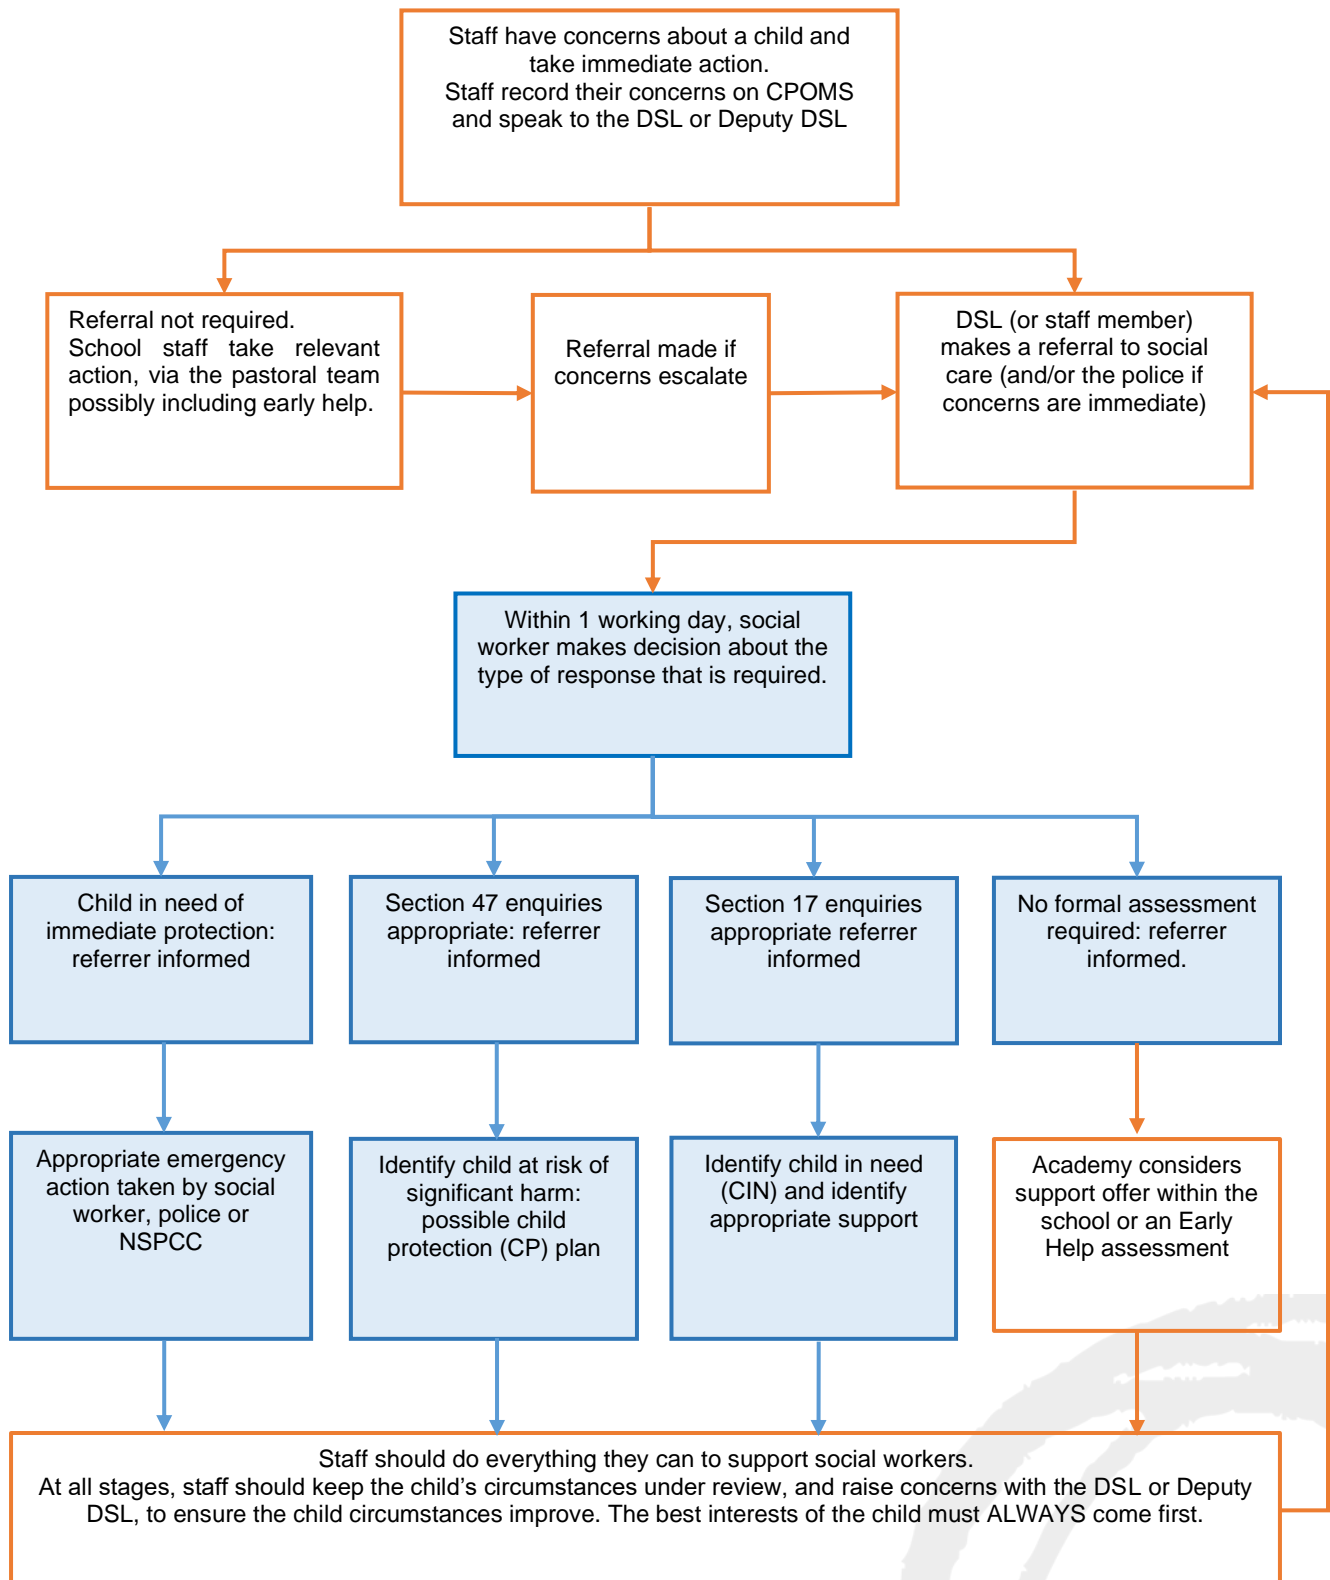 Staff have concerns about a child and
take immediate action.
Staff record their concerns on CPOMS
and speak to the DSL or Deputy DSL
Referral not required.
School staff take relevant
action, via the pastoral team
possibly including early help.
Referral made if
concerns escalate
DSL (or staff member)
makes a referral to social
care (and/or the police if
concerns are immediate)
Within 1 working day, social
worker makes decision about the
type of response that is required.
Child in need of
immediate protection:
referrer informed
Section 47 enquiries
appropriate: referrer
informed
Section 17 enquiries
appropriate referrer
informed
No formal assessment
required: referrer
informed.
Appropriate emergency
action taken by social
worker, police or
NSPCC
Identify child at risk of
significant harm:
possible child
protection (CP) plan
Identify child in need
(CIN) and identify
appropriate support
Academy considers
support offer within the
school or an Early
Help assessment
Staff should do everything they can to support social workers.
At all stages, staff should keep the child’s circumstances under review, and raise concerns with the DSL or Deputy
DSL, to ensure the child circumstances improve. The best interests of the child must ALWAYS come first.